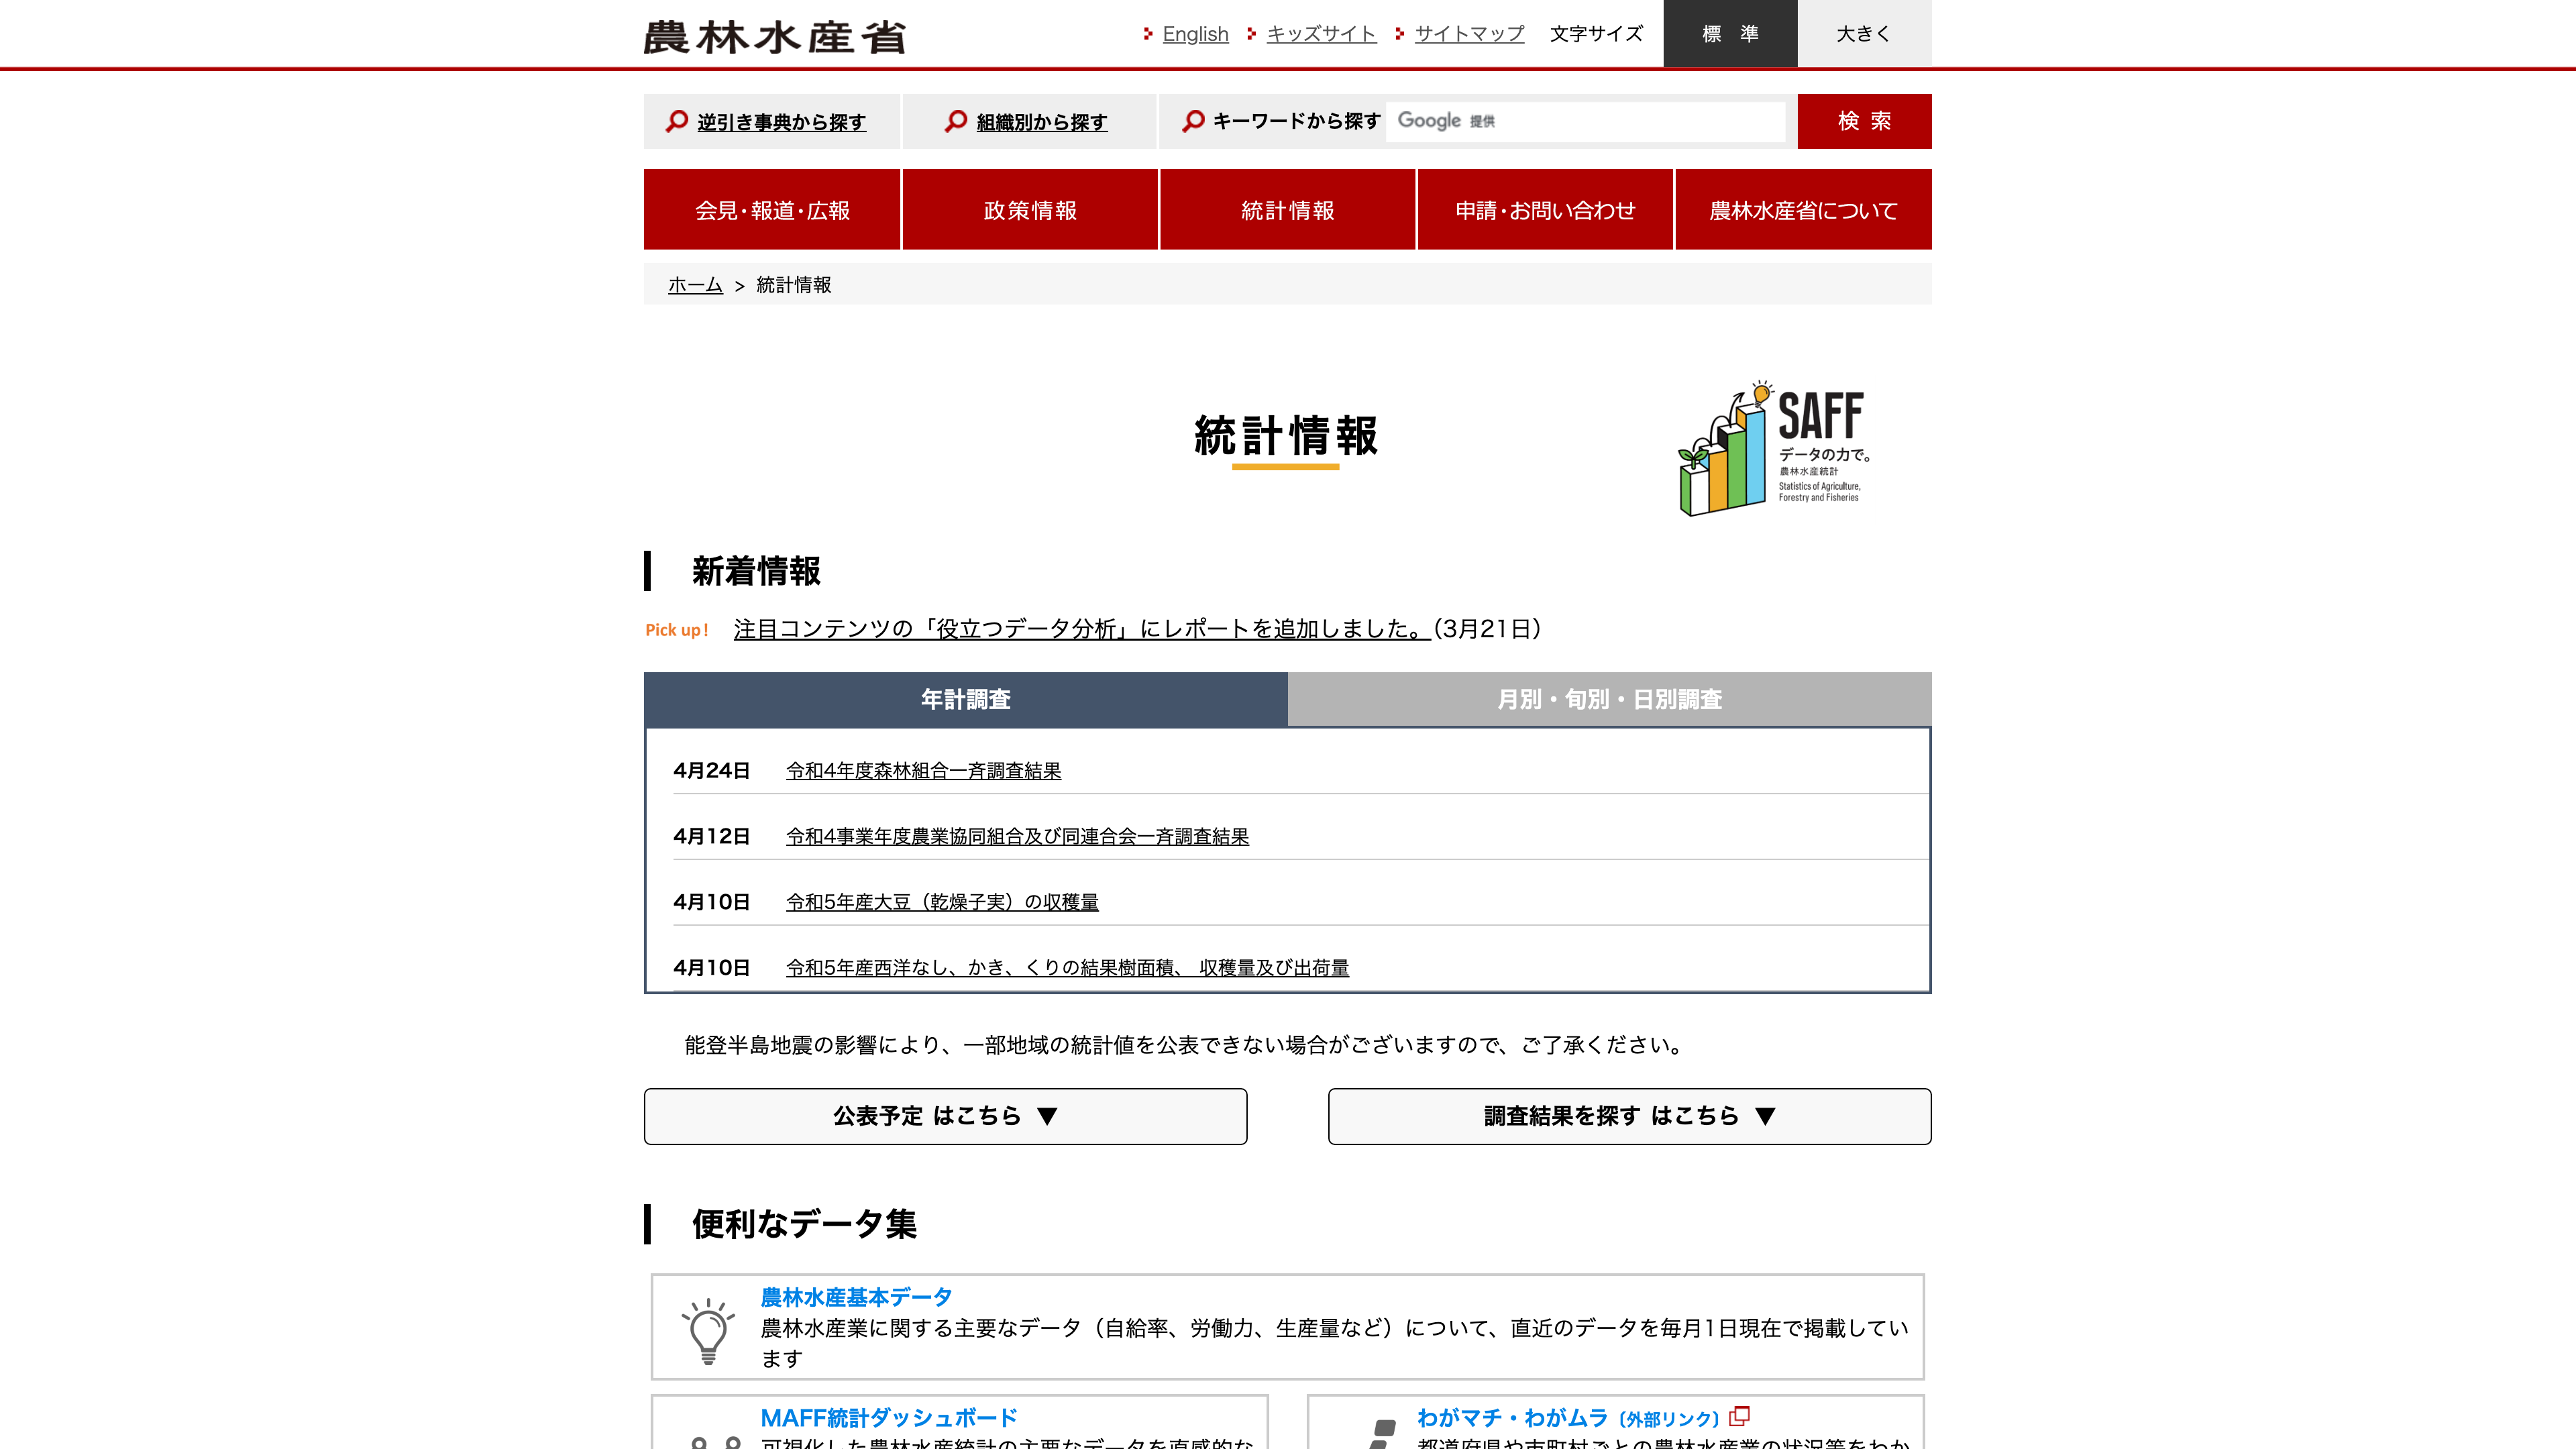 農林水産省
English キッズサイト サイトマップ 文字サイズ 標準 大きく
逆引き事典から探す 組織別から探す キーワードから探す Google 提供 検索
会見・報道・広報 政策情報 統計情報 申請・お問い合わせ 農林水産省について
ホーム > 統計情報
統計情報
SAFF
データの力で。
農林水産統計
Statistics of Agriculture,
Forestry and Fisheries
新着情報
Pick up! 注目コンテンツの「役立つデータ分析」にレポートを追加しました。(3月21日)
年計調査 月別・旬別・日別調査
4月24日 令和4年度森林組合一斉調査結果
4月12日 令和4事業年度農業協同組合及び同連合会一斉調査結果
4月10日 令和5年産大豆（乾燥子実）の収穫量
4月10日 令和5年産西洋なし、かき、くりの結果樹面積、 収穫量及び出荷量
能登半島地震の影響により、一部地域の統計値を公表できない場合がございますので、ご了承ください。
公表予定 はこちら ▼ 調査結果を探す はこちら ▼
便利なデータ集
農林水産基本データ
農林水産業に関する主要なデータ（自給率、労働力、生産量など）について、直近のデータを毎月1日現在で掲載してい
ます
MAFF統計ダッシュボード わがマチ・わがムラ〔外部リンク〕
可視化した農林水産統計の主要なデータを直感的な 都道府県や市町村ごとの農林水産業の状況等をわか